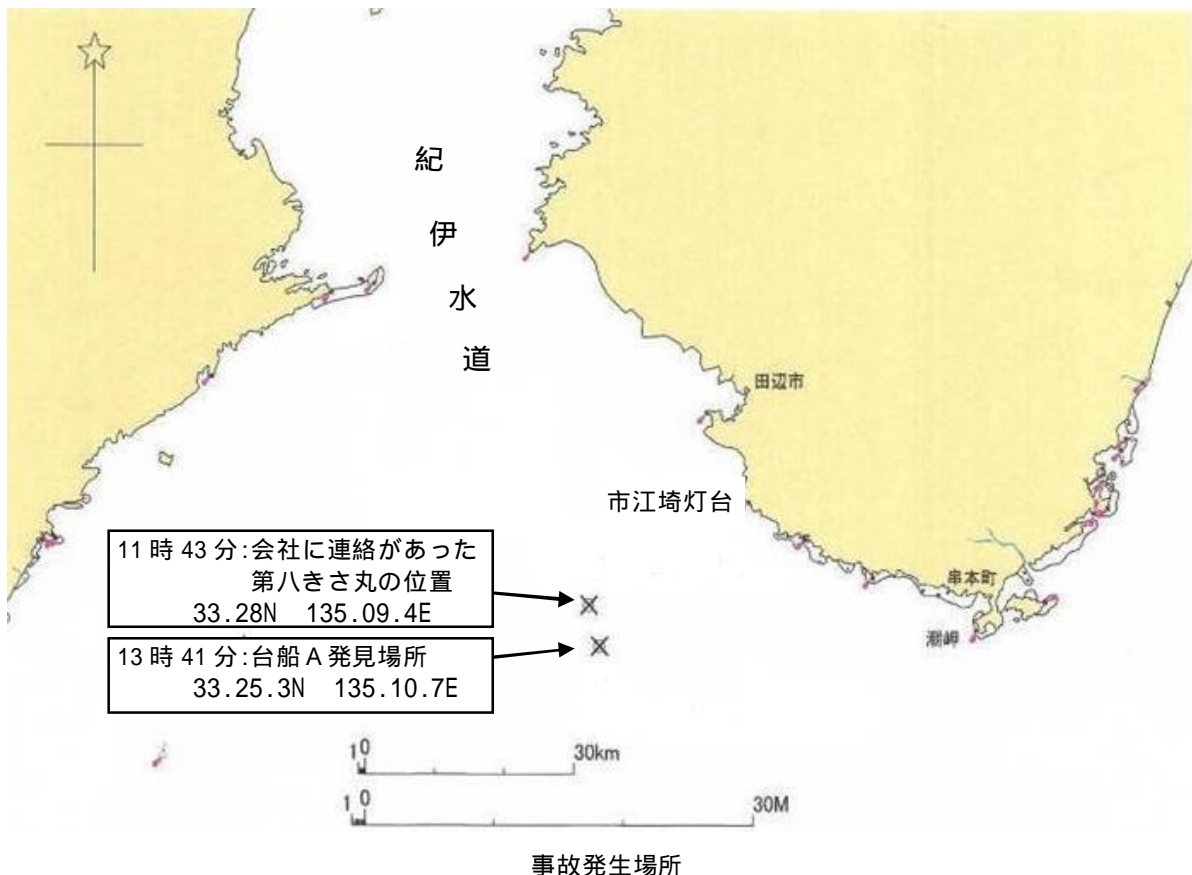 紀
伊
水
道
田辺市
市江埼灯台
11時43分:会社に連絡があった
第八きさ丸の位置
33.28N 135.09.4E
串本町
潮岬
13時41分:台船A発見場所
33.25.3N 135.10.7E
1 0 30km
1 0 30M
事故発生場所